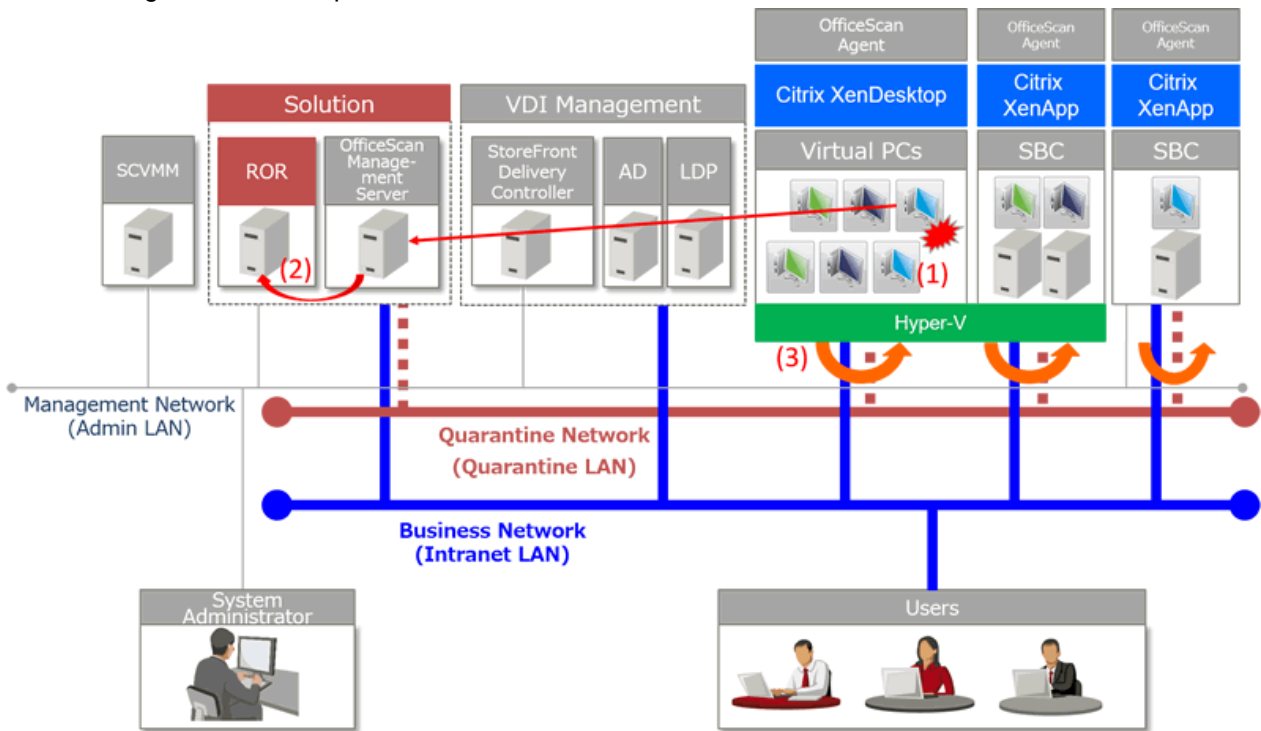 OfficeScan
Agent
OfficeScan
Agent
OfficeScan
Agent
Citrix XenDesktop
Citrix
XenApp
Citrix
XenApp
Solution
VDI Management
SCVMM
ROR
OfficeScan
Manage-
ment
Server
StoreFront
Delivery
Controller
AD
LDP
Virtual PCs
SBC
SBC
(1)
(2)
Hyper-V
(3)
Management Network
(Admin LAN)
Quarantine Network
(Quarantine LAN)
Business Network
(Intranet LAN)
System
Administrator
Users